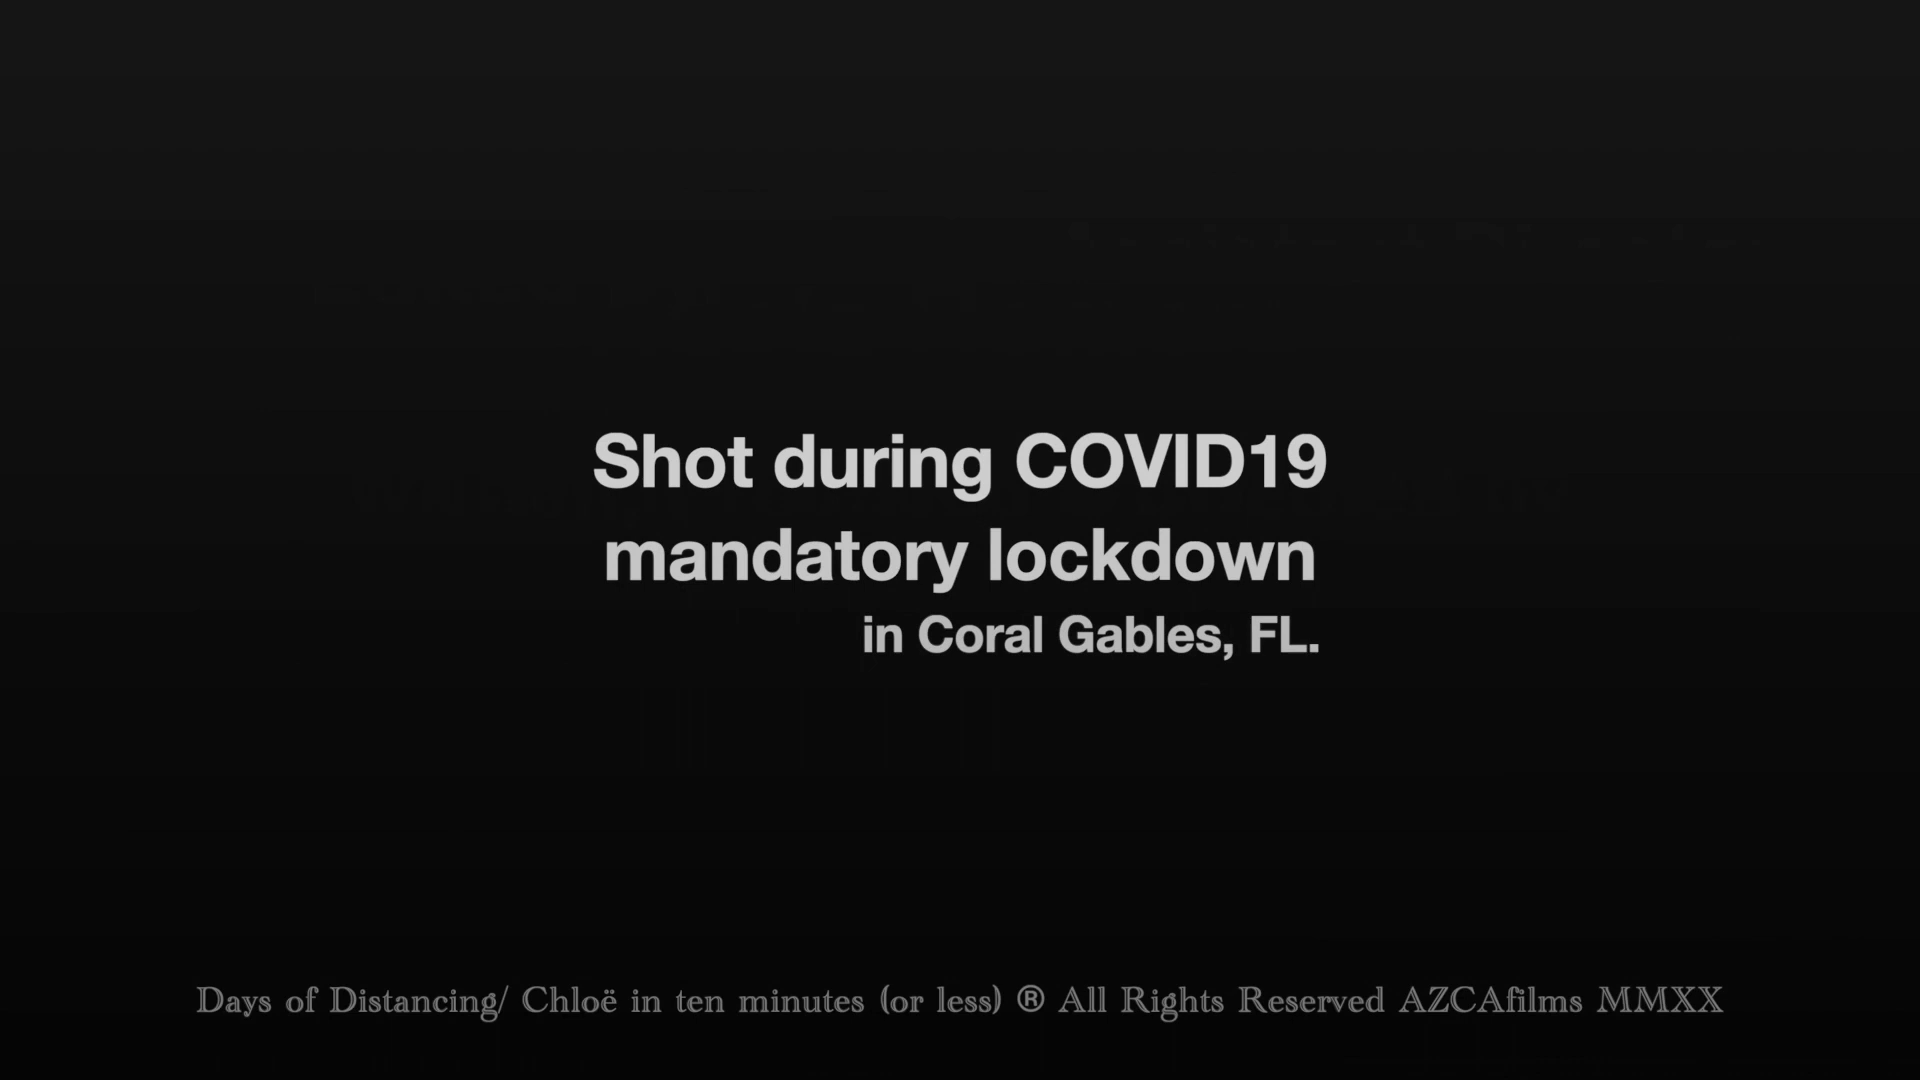 Shot during COVID19
mandatory lockdown
in Coral Gables, FL.
Days of Distancing/ Chloë in ten minutes (or less) ® All Rights Reserved AZCAfilms MMXX